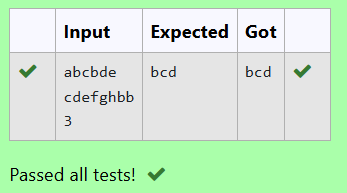 Input Expected Got
abcbde bcd bcd
cdefghbb
3
Passed all tests!